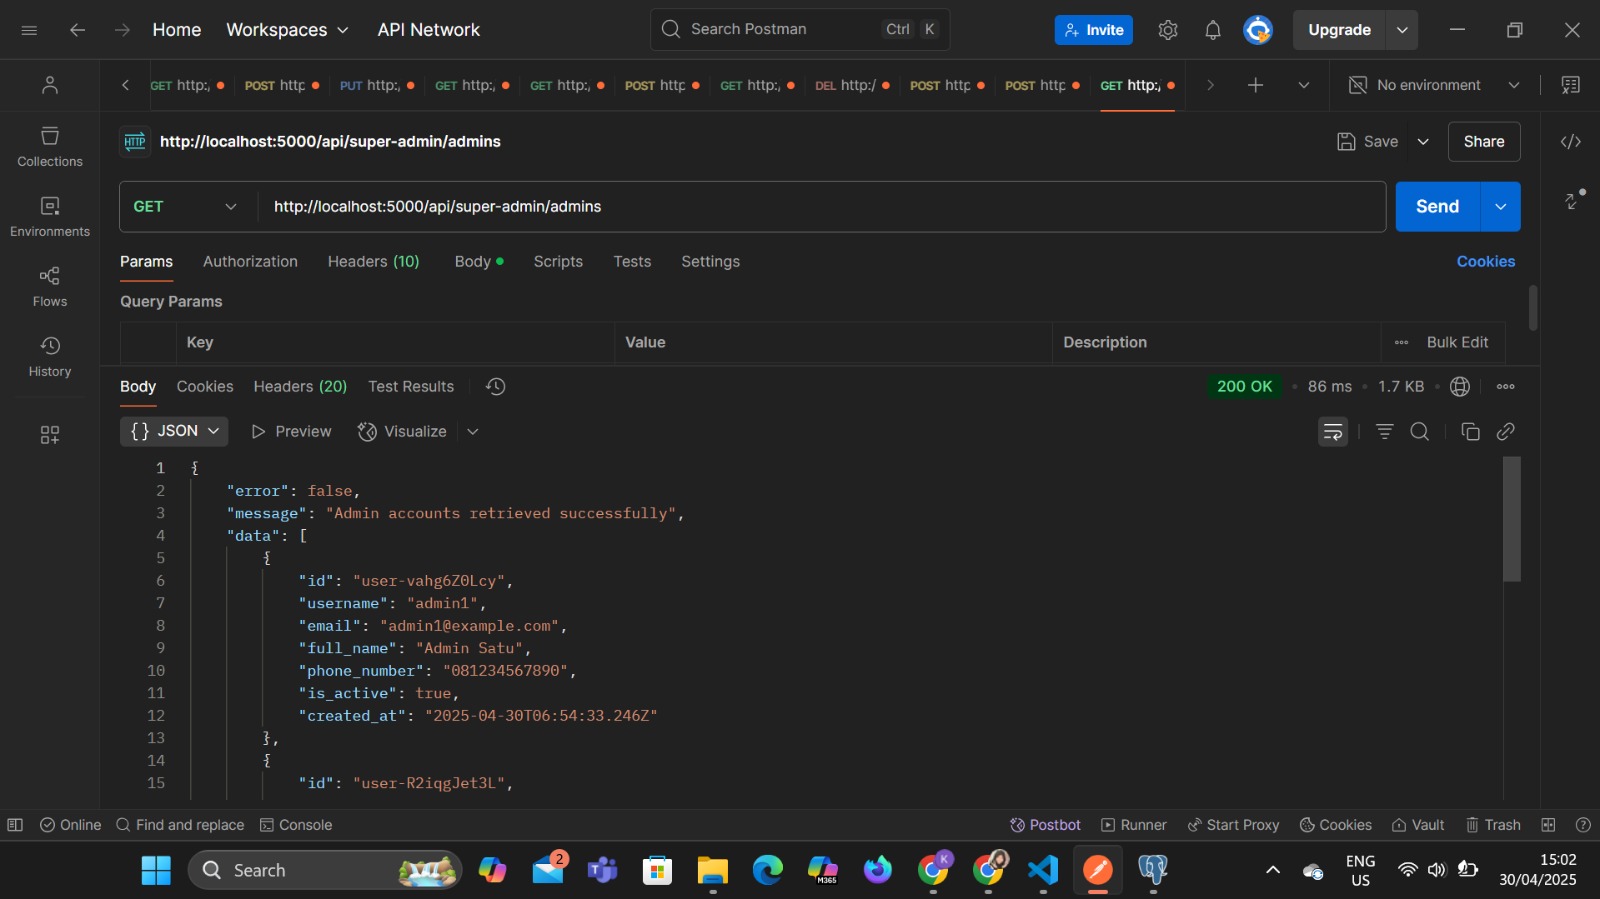 Home Workspaces API Network Search Postman Ctrl K Invite Upgrade
GET http:, POST http PUT http:, GET http:, GET http:, POST http GET http:, DEL http:/ POST http POST http GET http:, No environment
HTTP http://localhost:5000/api/super-admin/admins Save Share
Collections
GET http://localhost:5000/api/super-admin/admins Send
Environments
Params Authorization Headers (10) Body Scripts Tests Settings Cookies
Flows
Query Params
Key Value Description Bulk Edit
History
Body Cookies Headers (20) Test Results 200 OK 86 ms 1.7 KB
{} JSON Preview Visualize
1 {
2 "error": false,
3 "message": "Admin accounts retrieved successfully",
4 "data": [
5 {
6 "id": "user-vahg6Z0Lcy",
7 "username": "admin1",
8 "email": "admin1@example.com",
9 "full_name": "Admin Satu",
10 "phone_number": "081234567890",
11 "is_active": true,
12 "created_at": "2025-04-30T06:54:33.246Z"
13 },
14 {
15 "id": "user-R2iqgJet3L",
Online Find and replace Console Postbot Runner Start Proxy Cookies Vault Trash
Search 2 M365 K ENG 15:02
US 30/04/2025